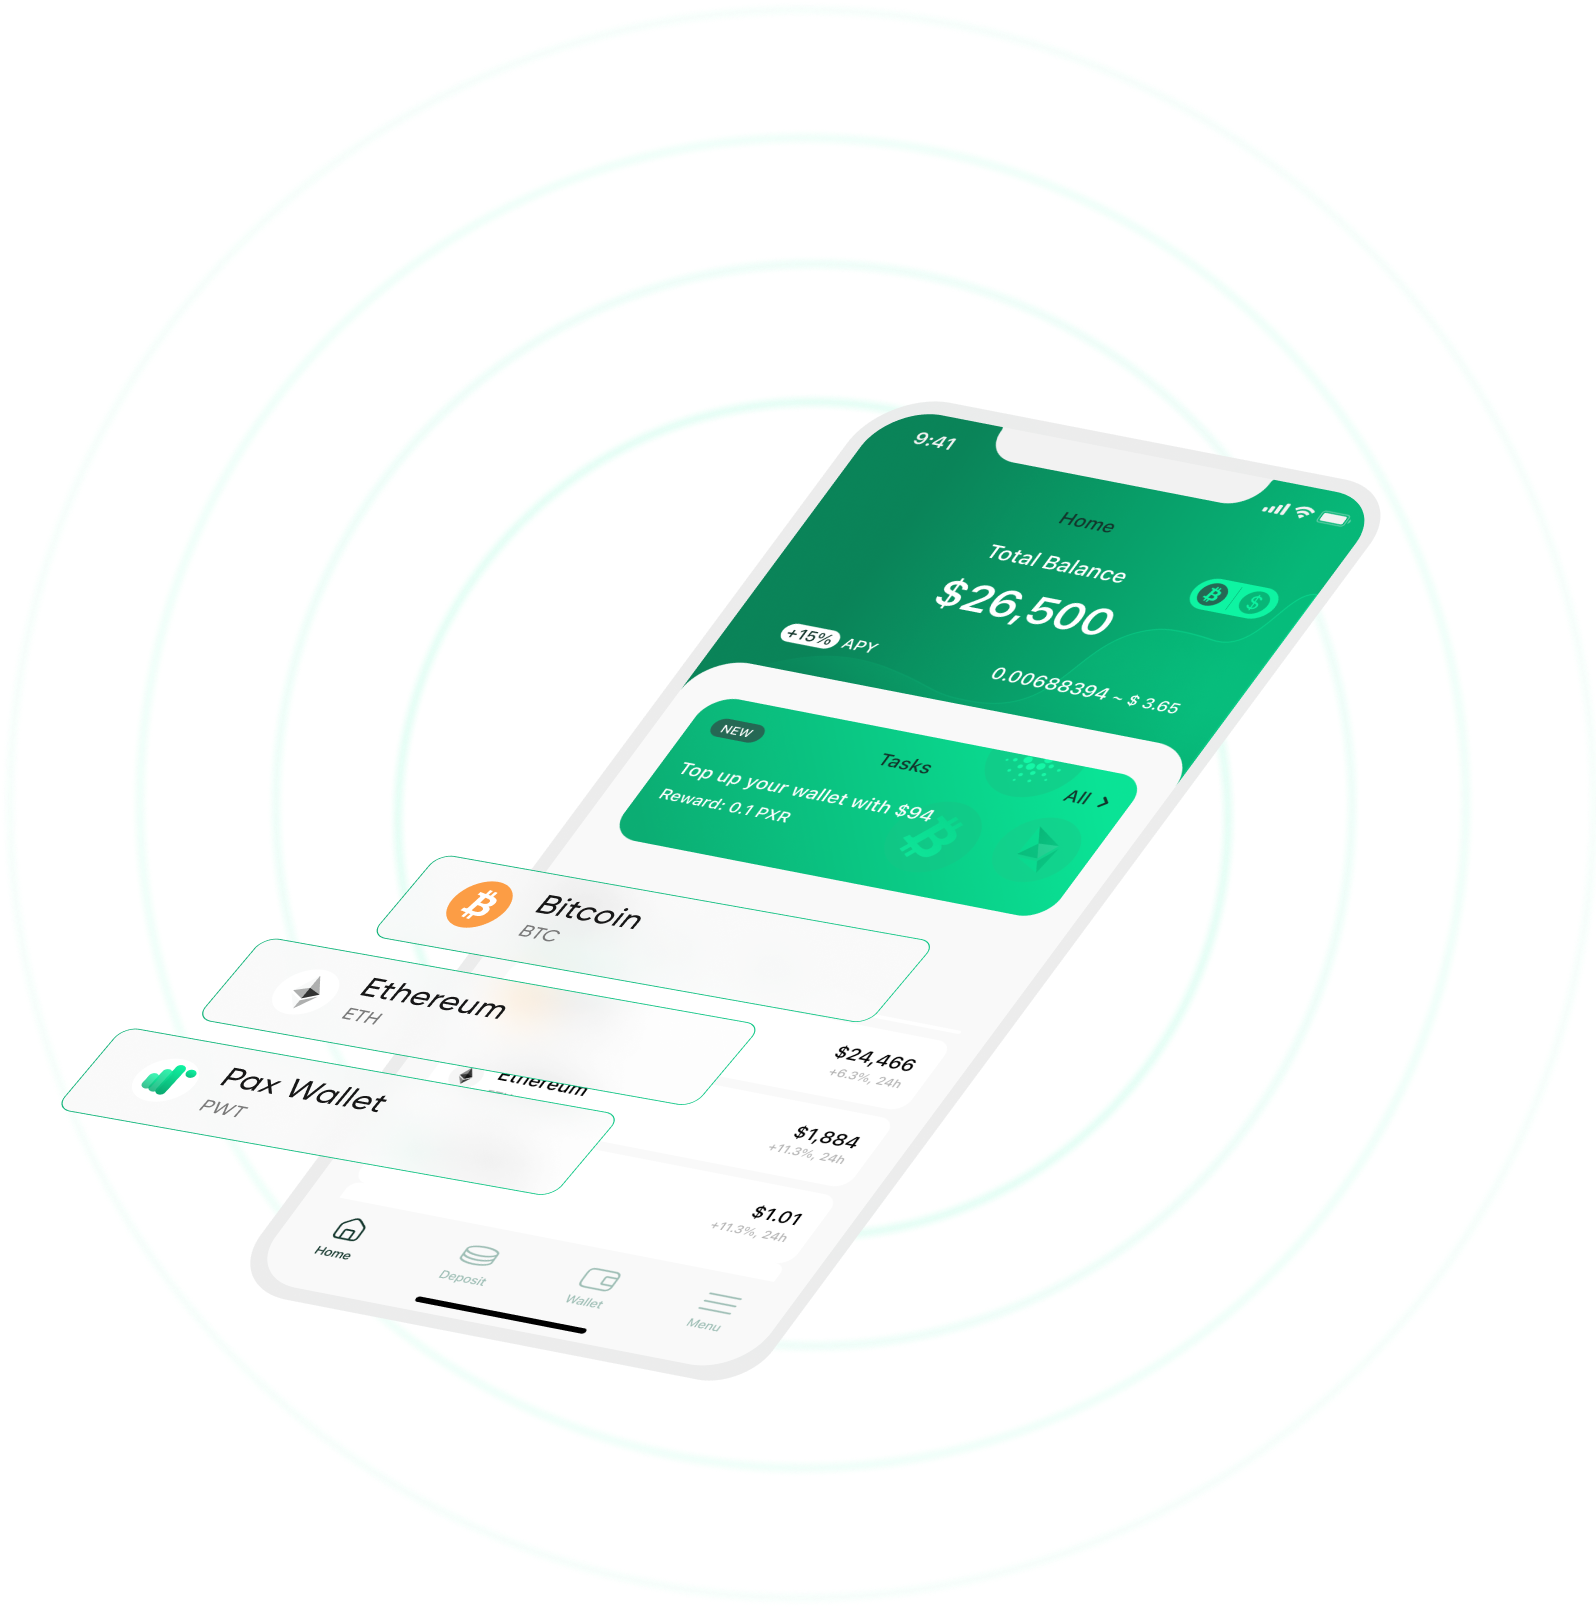 9:41
Home
Total Balance
$26,500
+15% APY
0.00688394 ~ $ 3.65
NEW
Tasks
All
Top up your wallet with $94
Reward: 0.1 PXR
Bitcoin
BTC
$24,466
+6.3%, 24h
Ethereum
ETH
Ethereum
$1,884
+11.3%, 24h
Pax Wallet
PWT
$1.01
+11.3%, 24h
Home
Deposit
Wallet
Menu